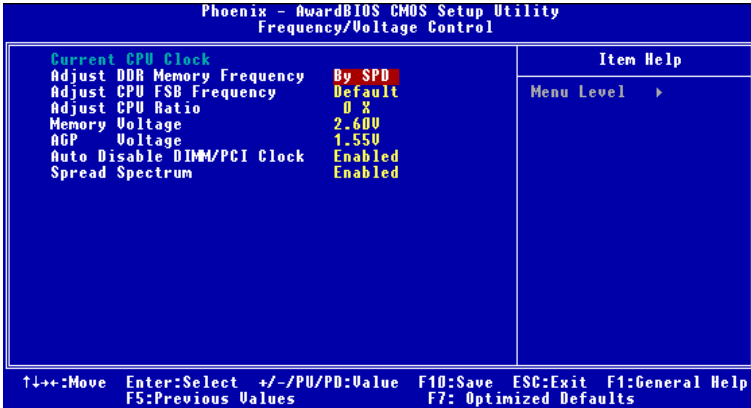 Phoenix - AwardBIOS CMOS Setup Utility
Frequency/Voltage Control
Current CPU Clock
Adjust DDR Memory Frequency By SPD
Adjust CPU FSB Frequency Default
Adjust CPU Ratio 0 X
Memory Voltage 2.60V
AGP Voltage 1.55V
Auto Disable DIMM/PCI Clock Enabled
Spread Spectrum Enabled
Item Help
Menu Level ▸
↑↓→←:Move Enter:Select +/-/PU/PD:Value F10:Save ESC:Exit F1:General Help
F5:Previous Values F7: Optimized Defaults